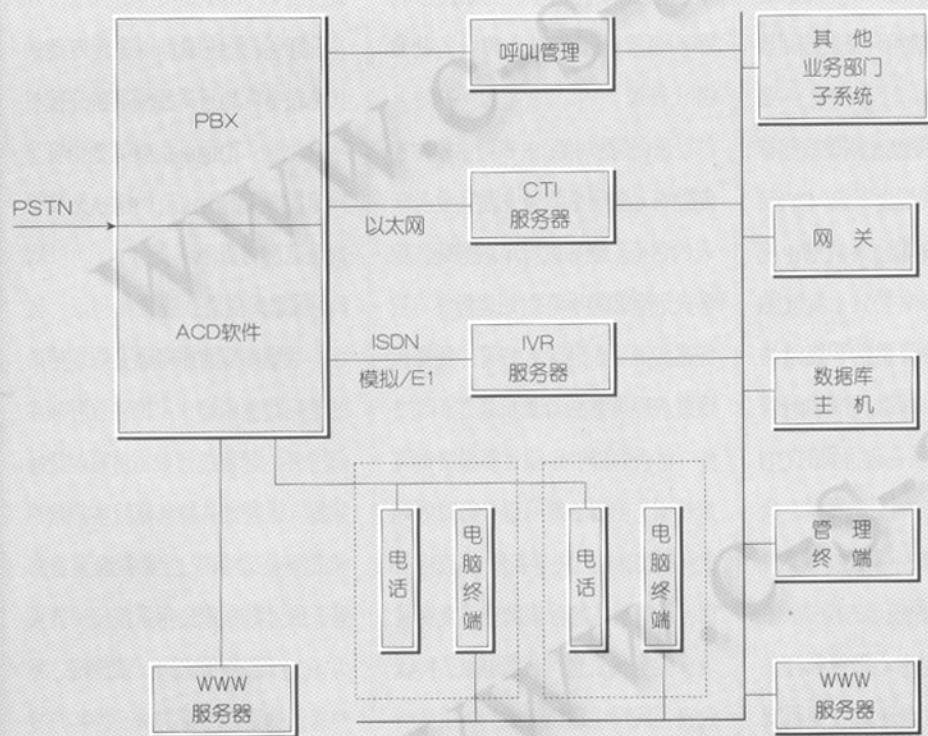 PBX
PSTN
ACD软件
呼叫管理
以太网
CTI
服务器
ISDN
模拟/E1
IVR
服务器
其 他
业务部门
子系统
网 关
数据库
主 机
管 理
终 端
WWW
服务器
电话
电脑终端
电话
电脑终端
WWW
服务器
www.c-s-a
www.c-s-a